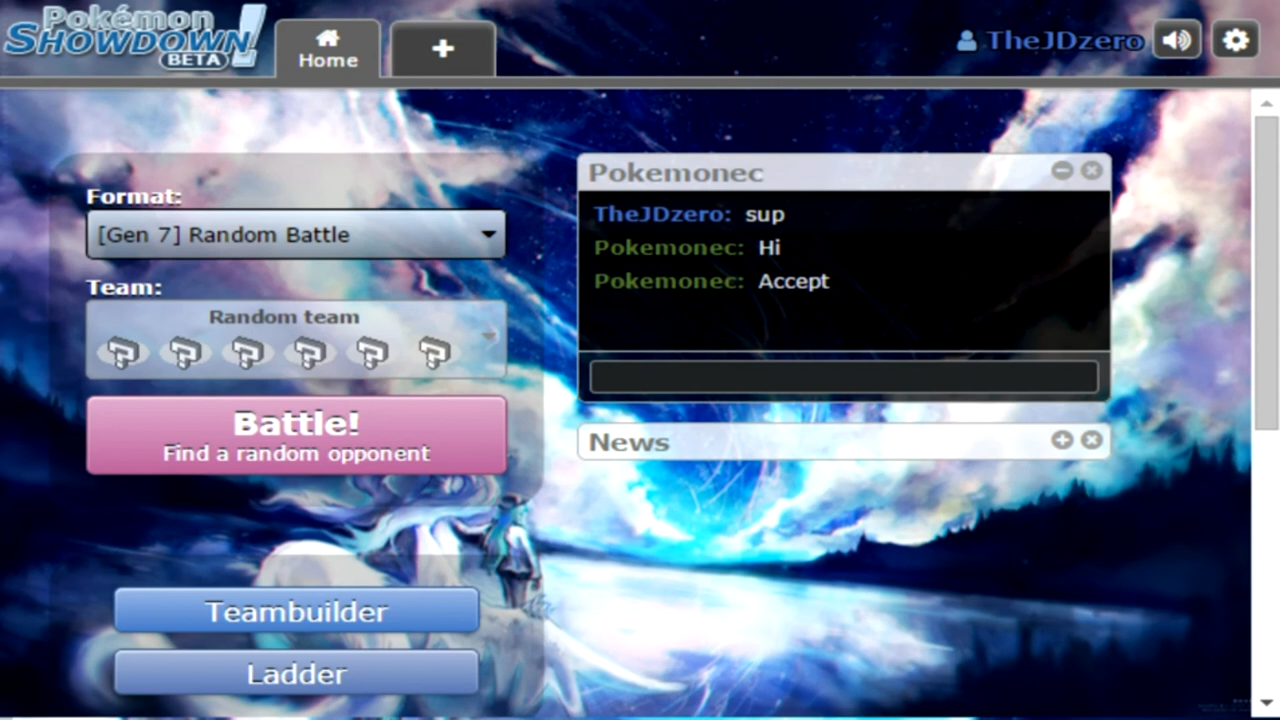 Pokémon
SHOWDOWN!
BETA
Home
TheJDzero
Format:
[Gen 7] Random Battle
Team:
Random team
Battle!
Find a random opponent
Teambuilder
Ladder
Pokemonec
TheJDzero: sup
Pokemonec: Hi
Pokemonec: Accept
News